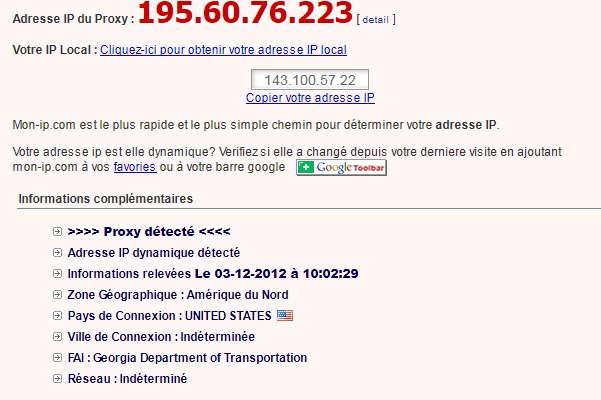 Adresse IP du Proxy : 195.60.76.223 [ detail ]
Votre IP Local : Cliquez-ici pour obtenir votre adresse IP local
143.100.57.22
Copier votre adresse IP
Mon-ip.com est le plus rapide et le plus simple chemin pour déterminer votre adresse IP.
Votre adresse ip est elle dynamique? Verifiez si elle a changé depuis votre derniere visite en ajoutant
mon-ip.com à vos favories ou à votre barre google Google Toolbar
Informations complémentaires
>>>> Proxy détecté <<<<
Adresse IP dynamique détecté
Informations relevées Le 03-12-2012 à 10:02:29
Zone Géographique : Amérique du Nord
Pays de Connexion : UNITED STATES
Ville de Connexion : Indéterminée
FAI : Georgia Department of Transportation
Réseau : Indéterminé